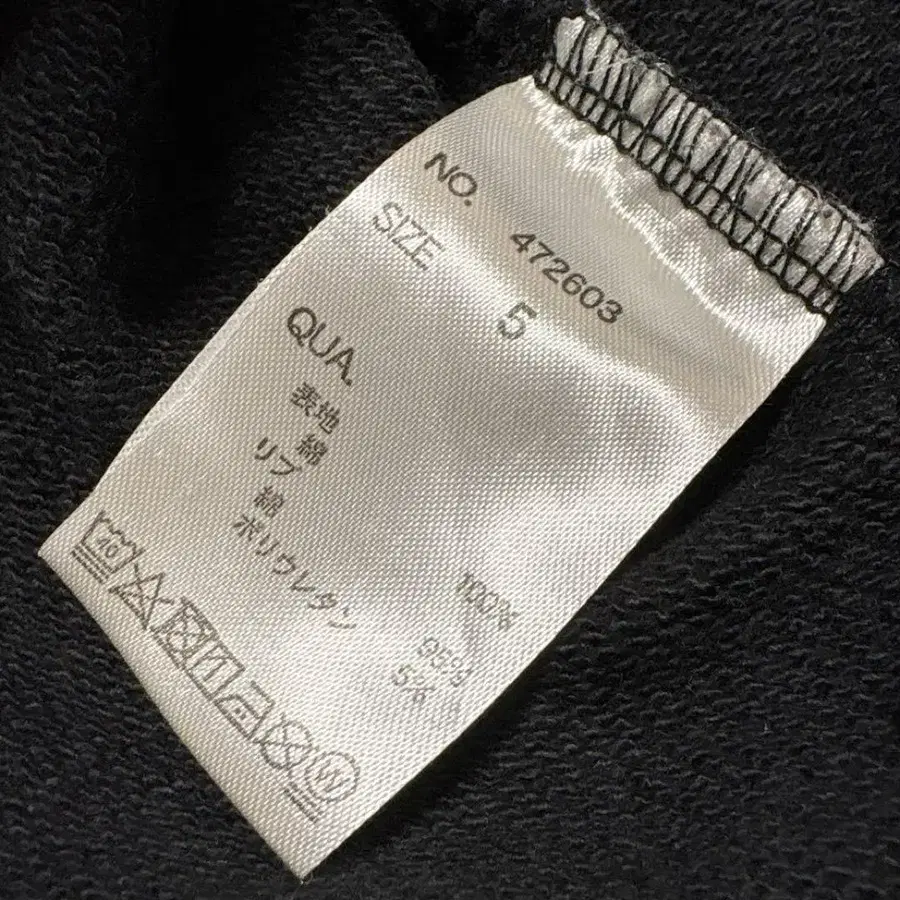 NO. 472603
SIZE 5
QUA.
表地
綿 100%
リブ
綿 95%
ポリウレタン 5%
40
W